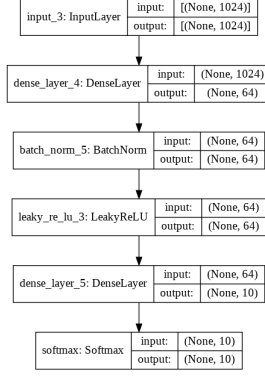 input_3: InputLayer input: [(None, 1024)]
output: [(None, 1024)]
dense_layer_4: DenseLayer input: (None, 1024)
output: (None, 64)
batch_norm_5: BatchNorm input: (None, 64)
output: (None, 64)
leaky_re_lu_3: LeakyReLU input: (None, 64)
output: (None, 64)
dense_layer_5: DenseLayer input: (None, 64)
output: (None, 10)
softmax: Softmax input: (None, 10)
output: (None, 10)